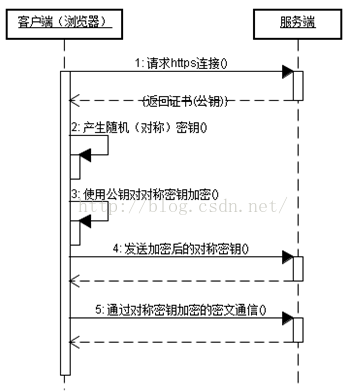 客户端（浏览器）
服务端
1: 请求https连接()
(返回证书(公钥))
2: 产生随机（对称）密钥()
3: 使用公钥对对称密钥加密()
http://blog.csdn.net/
4: 发送加密后的对称密钥()
5: 通过对称密钥加密的密文通信()